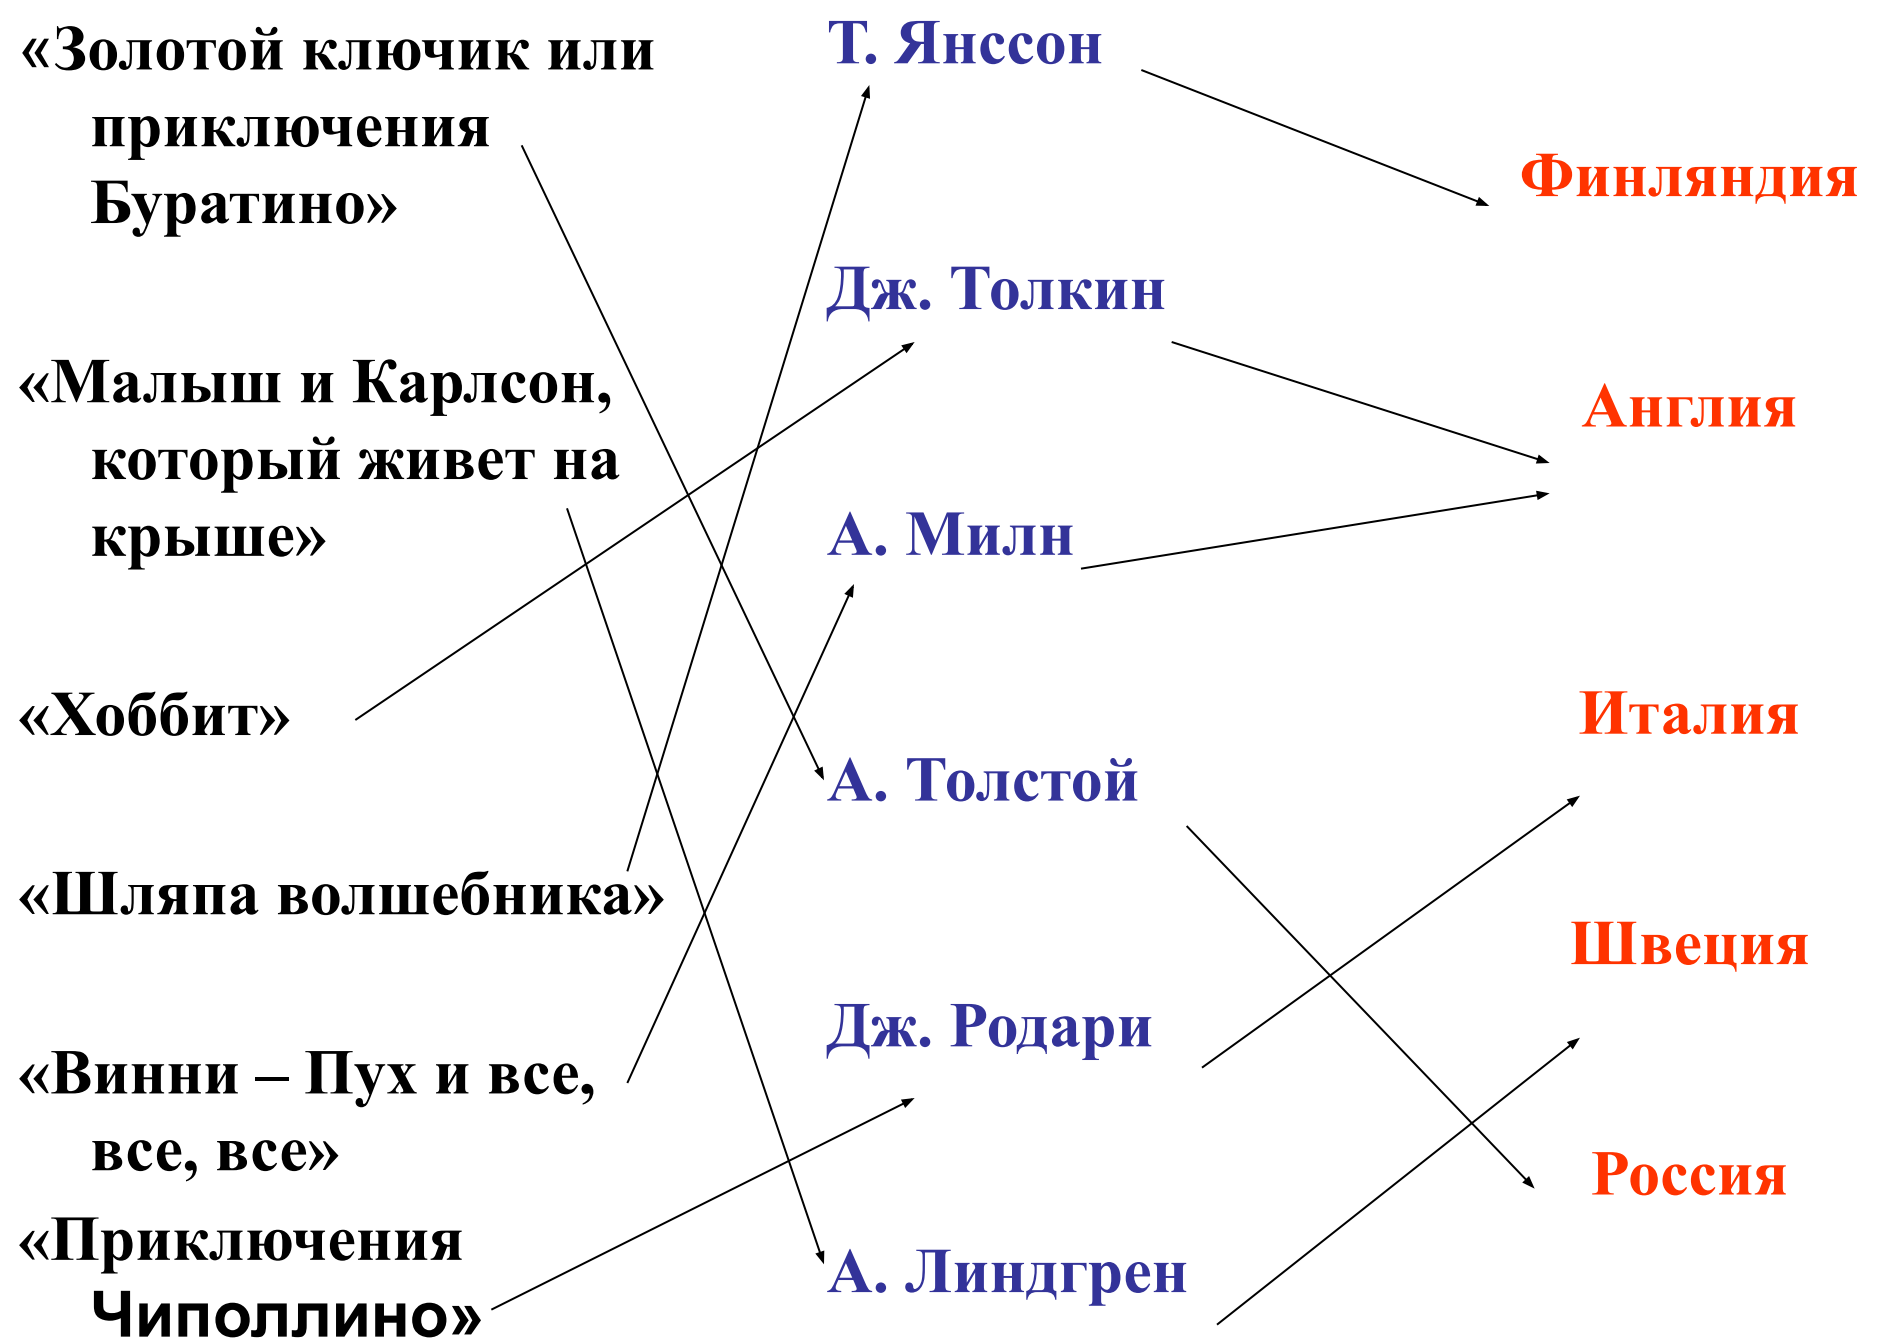 «Золотой ключик или
приключения
Буратино»
«Малыш и Карлсон,
который живет на
крыше»
«Хоббит»
«Шляпа волшебника»
«Винни – Пух и все,
все, все»
«Приключения
Чиполлино»
Т. Янссон
Дж. Толкин
А. Милн
А. Толстой
Дж. Родари
А. Линдгрен
Финляндия
Англия
Италия
Швеция
Россия